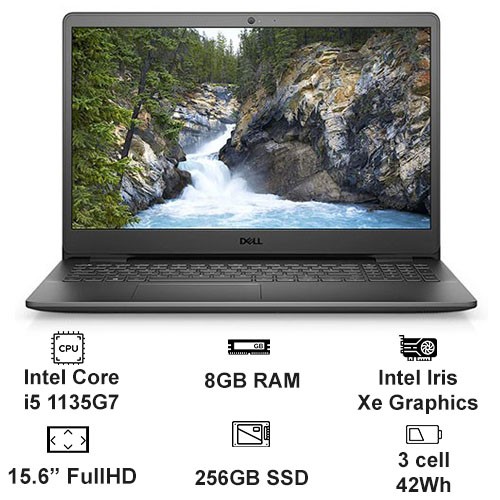 DELL
CPU
GB
Intel Core
i5 1135G7
8GB RAM
Intel Iris
Xe Graphics
15.6” FullHD
256GB SSD
3 cell
42Wh